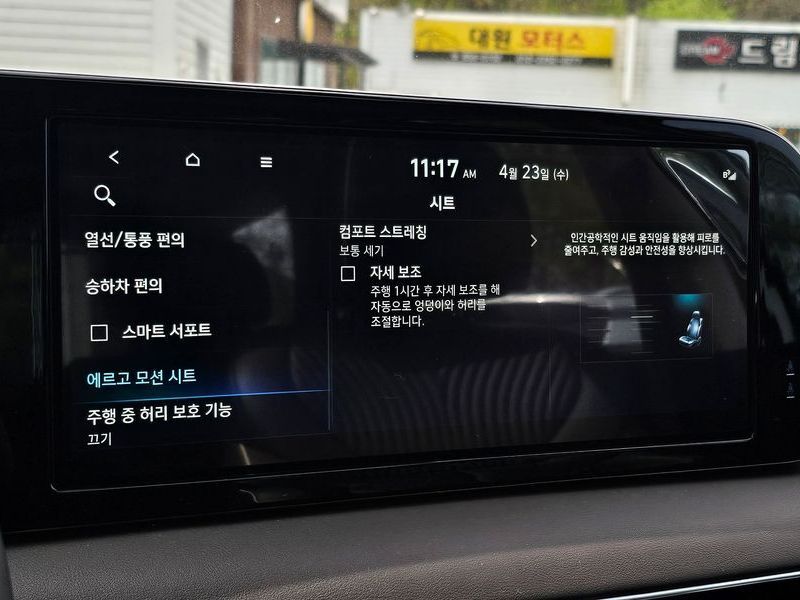 대원 모터스
드림
11:17 AM
4월 23일 (수)
시트
열선/통풍 편의
승하차 편의
스마트 서포트
에르고 모션 시트
주행 중 허리 보호 기능
끄기
컴포트 스트레칭
보통 세기
자세 보조
주행 1시간 후 자세 보조를 해
자동으로 엉덩이와 허리를
조절합니다.
인간공학적인 시트 움직임을 활용해 피로를
줄여주고, 주행 감성과 안전성을 향상시킵니다.